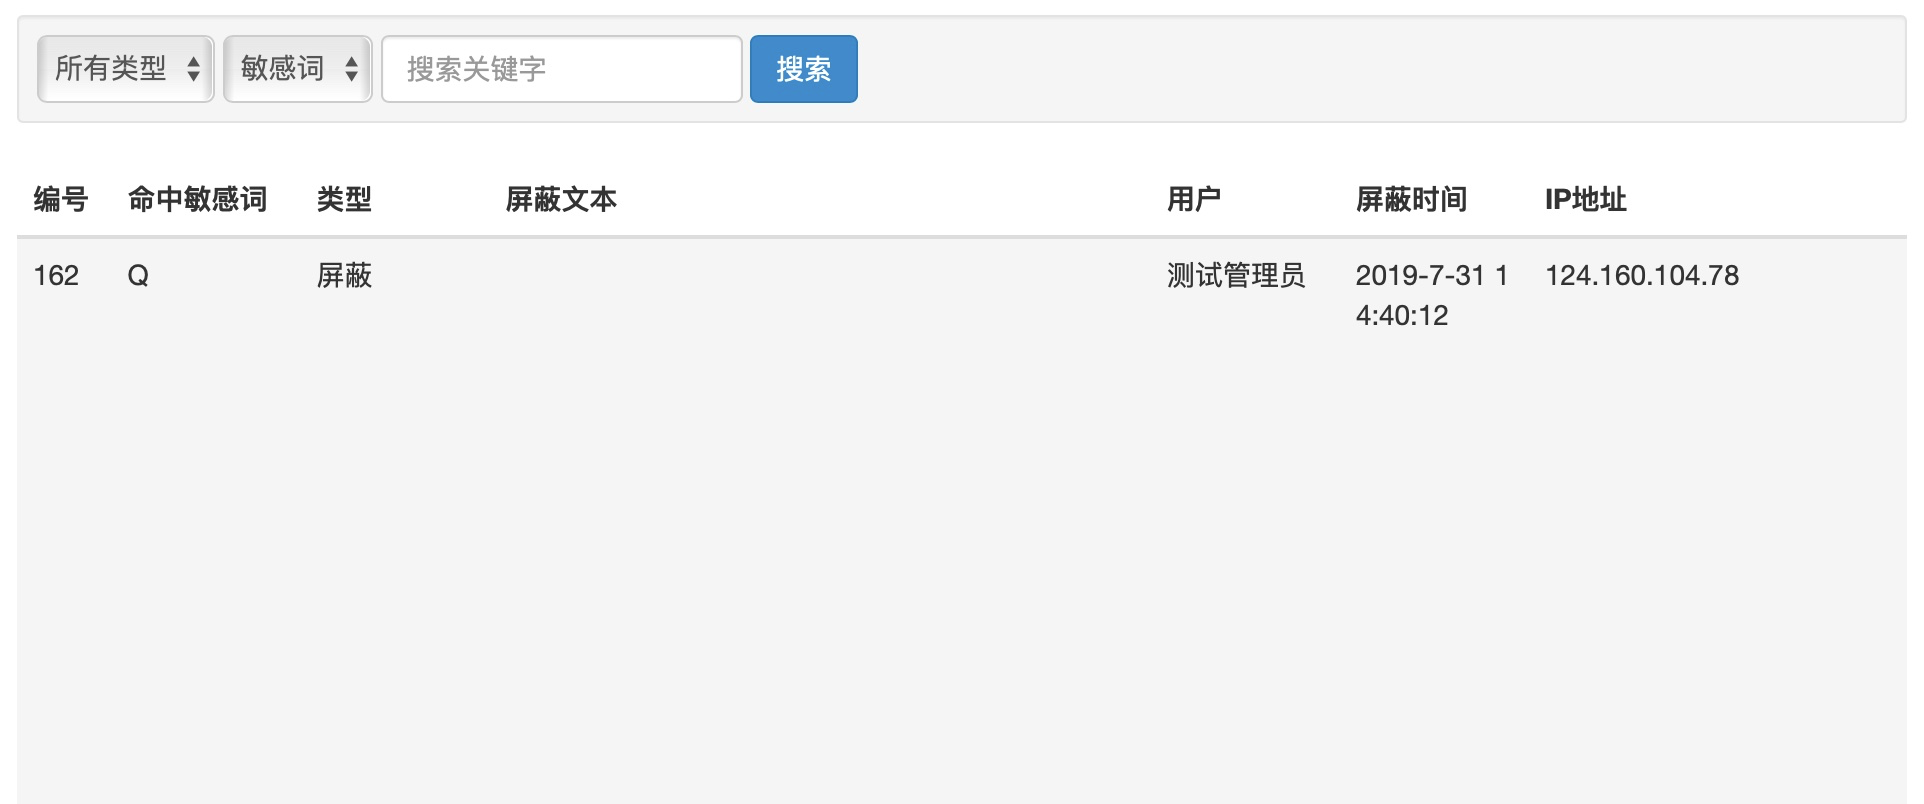 所有类型 敏感词 搜索关键字 搜索
编号 命中敏感词 类型 屏蔽文本 用户 屏蔽时间 IP地址
162 Q 屏蔽 测试管理员 2019-7-31 1 124.160.104.78
4:40:12